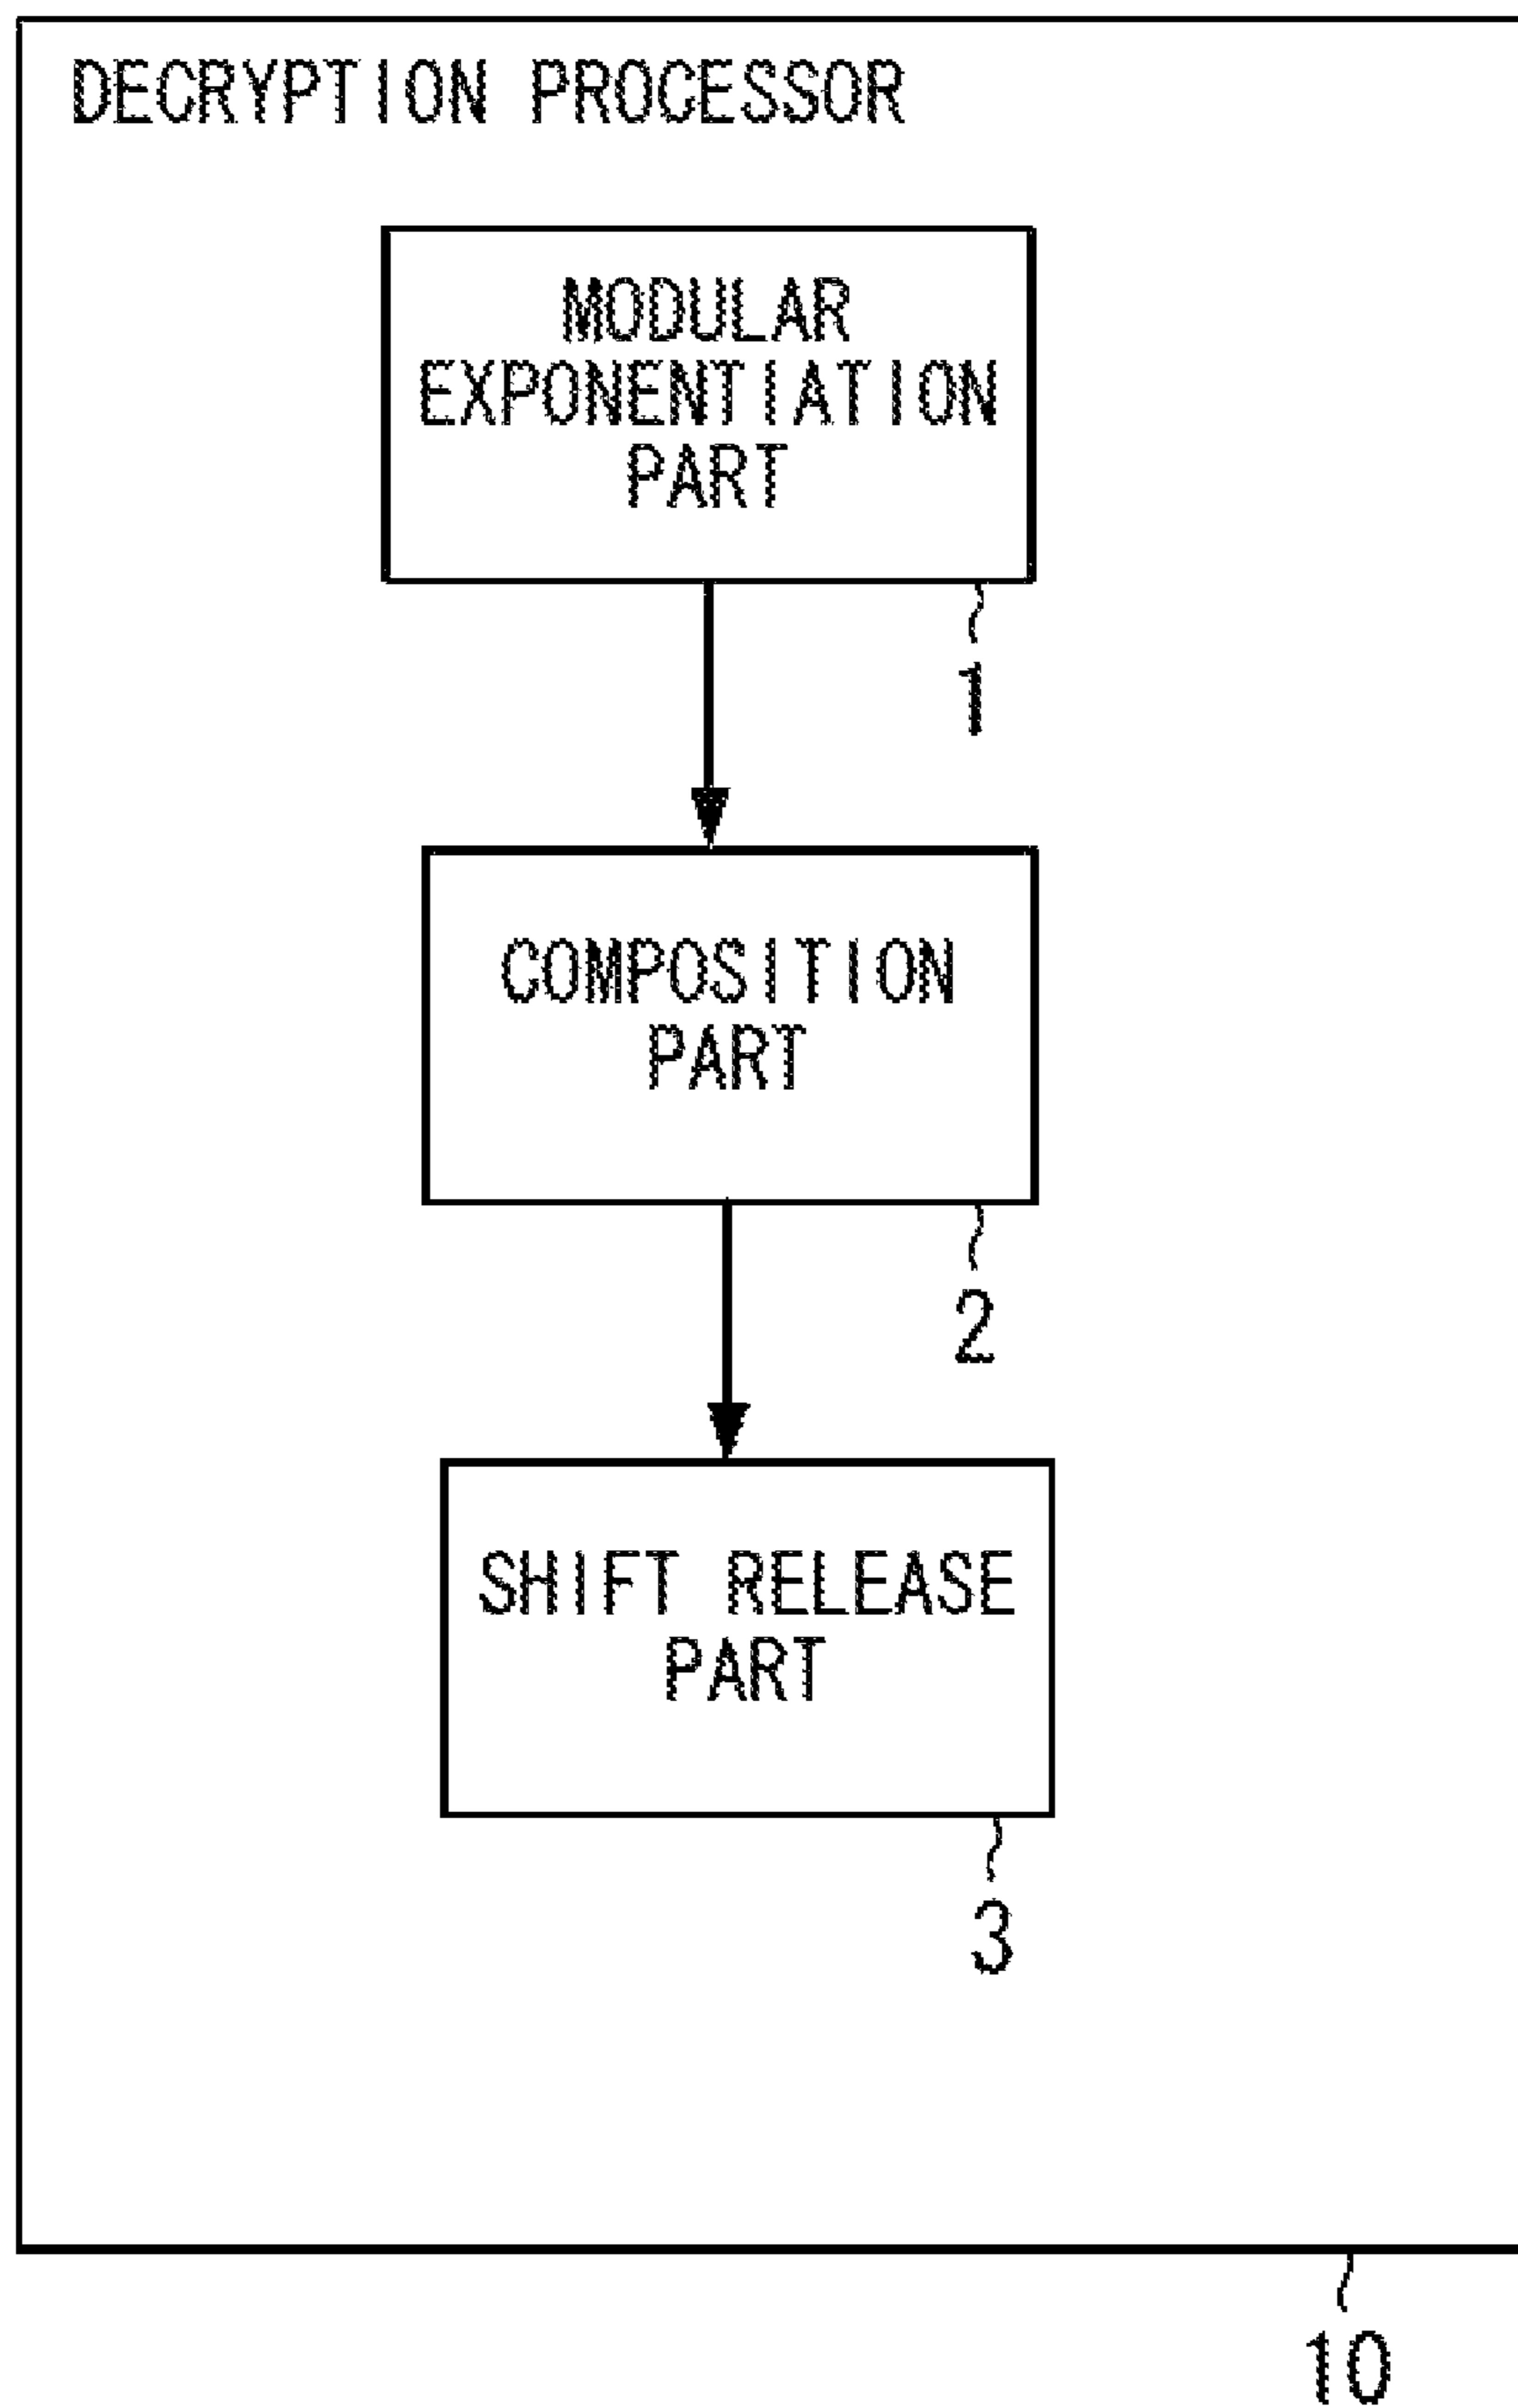 DECRYPTION PROCESSOR
MODULAR
EXPONENTIATION
PART
1
COMPOSITION
PART
2
SHIFT RELEASE
PART
3
10